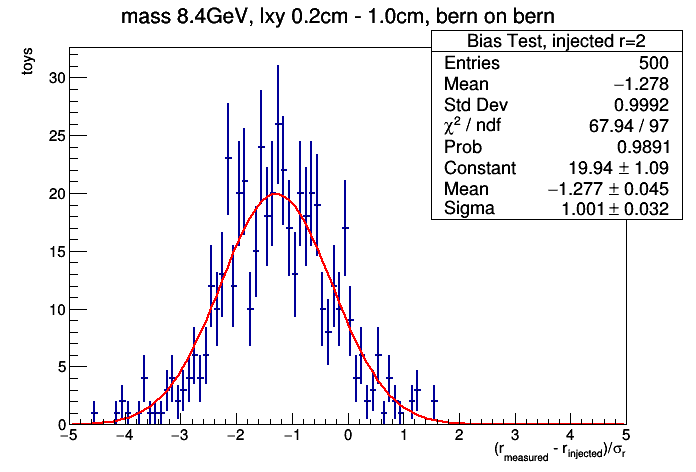 mass 8.4GeV, lxy 0.2cm - 1.0cm, bern on bern
Bias Test, injected r=2
Entries 500
Mean −1.278
Std Dev 0.9992
χ² / ndf 67.94 / 97
Prob 0.9891
Constant 19.94 ± 1.09
Mean −1.277 ± 0.045
Sigma 1.001 ± 0.032
toys
30
25
20
15
10
5
0
−5 −4 −3 −2 −1 0 1 2 3 4 5
(r_measured - r_injected)/σ_r